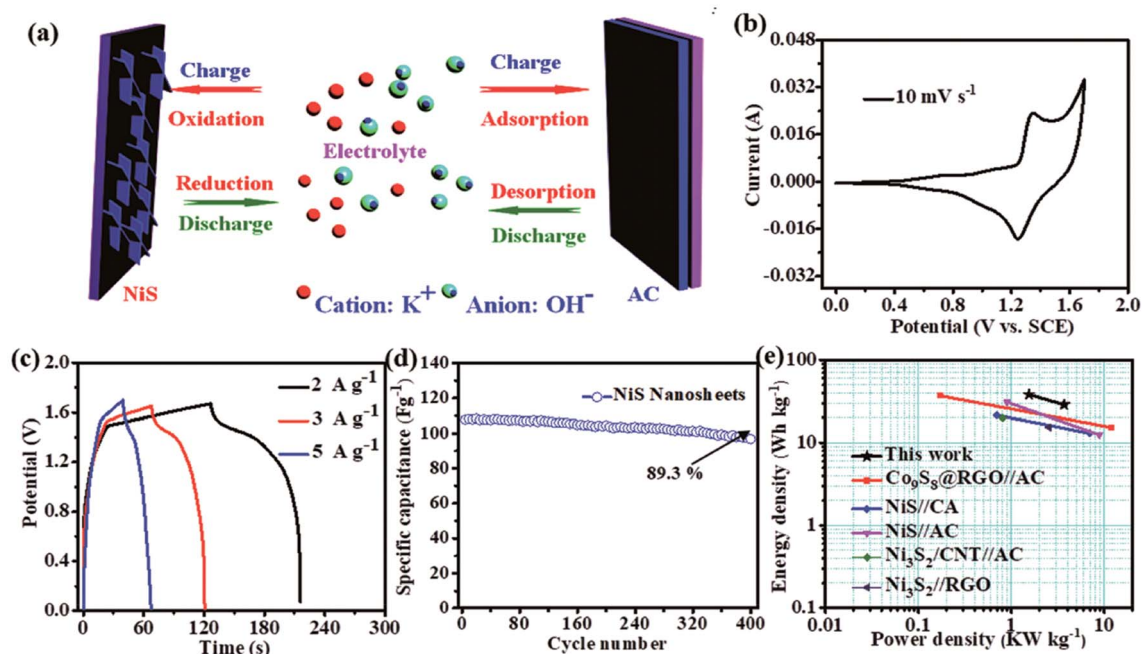 (a)
Charge
Oxidation
Reduction
Discharge
NiS
Electrolyte
Charge
Adsorption
Desorption
Discharge
AC
Cation: K⁺ Anion: OH⁻
(b)
0.048
0.032
0.016
0.000
-0.016
-0.032
Current (A)
10 mV s⁻¹
0.0 0.4 0.8 1.2 1.6 2.0
Potential (V vs. SCE)
(c)
2.0
1.6
1.2
0.8
0.4
0.0
Potential (V)
2 A g⁻¹
3 A g⁻¹
5 A g⁻¹
0 60 120 180 240 300
Time (s)
(d)
140
120
100
80
60
40
20
0
Specific capacitance (Fg⁻¹)
NiS Nanosheets
89.3 %
0 80 160 240 320 400
Cycle number
(e)
100
10
1
0.1
Energy density (Wh kg⁻¹)
This work
Co₉S₈@RGO//AC
NiS//CA
NiS//AC
Ni₃S₂/CNT//AC
Ni₃S₂//RGO
0.01 0.1 1 10
Power density (KW kg⁻¹)